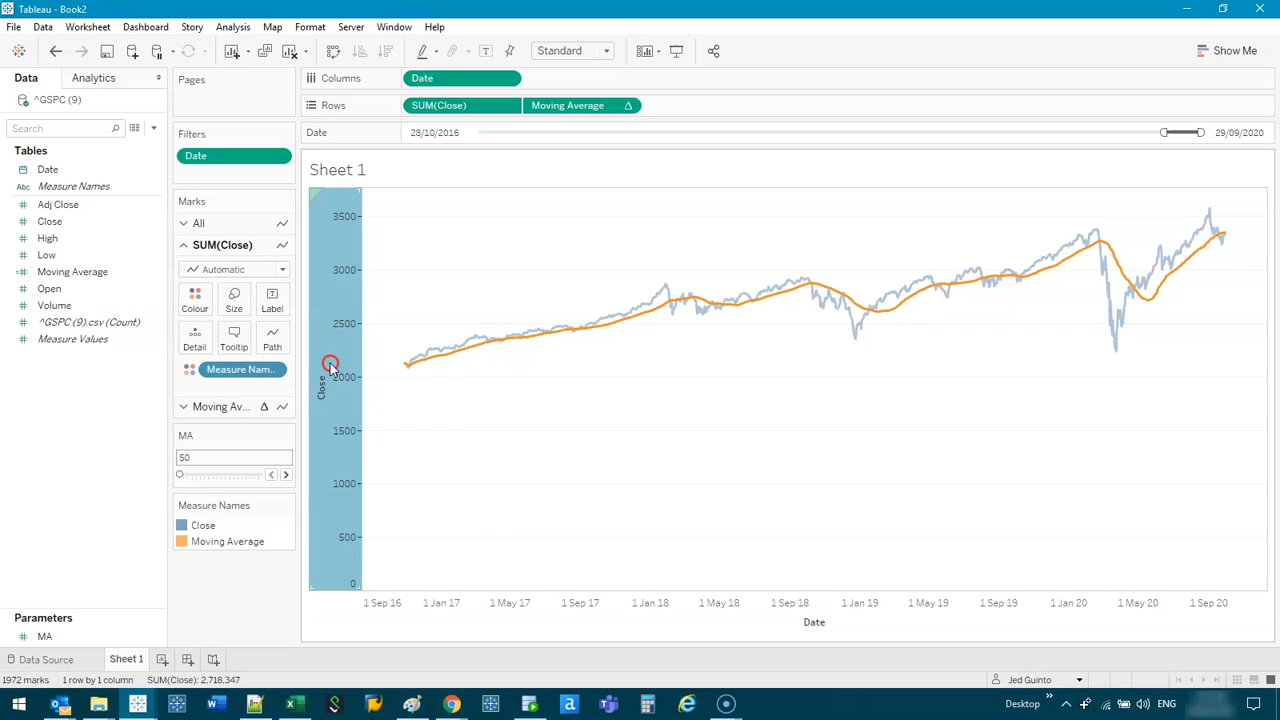 Tableau - Book2
File Data Worksheet Dashboard Story Analysis Map Format Server Window Help
Standard
Show Me
Data Analytics
^GSPC (9)
Search
Tables
Date
Abc Measure Names
# Adj Close
# Close
# High
# Low
# Moving Average
# Open
# Volume
# ^GSPC (9).csv (Count)
# Measure Values
Parameters
# MA
Pages
Filters
Date
Marks
All
SUM(Close)
Automatic
Colour Size Label
Detail Tooltip Path
Measure Nam..
Moving Av... Δ
MA
50
Measure Names
Close
Moving Average
Columns Date
Rows SUM(Close) Moving Average Δ
Date 28/10/2016 29/09/2020
Sheet 1
3500
3000
2500
2000
1500
1000
500
0
Close
1 Sep 16 1 Jan 17 1 May 17 1 Sep 17 1 Jan 18 1 May 18 1 Sep 18 1 Jan 19 1 May 19 1 Sep 19 1 Jan 20 1 May 20 1 Sep 20
Date
Data Source Sheet 1
1972 marks 1 row by 1 column SUM(Close): 2,718,347 Jed Guinto
Desktop ENG